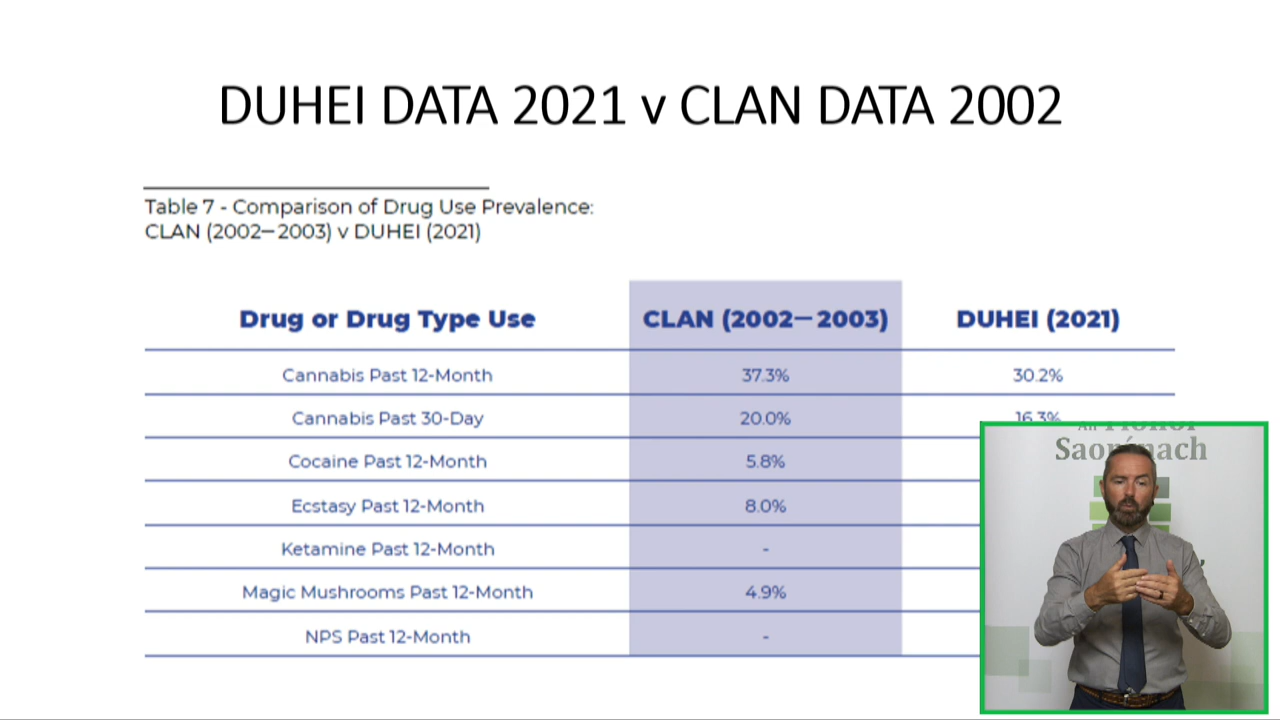 DUHEI DATA 2021 v CLAN DATA 2002
Table 7 - Comparison of Drug Use Prevalence:
CLAN (2002–2003) v DUHEI (2021)
Drug or Drug Type Use CLAN (2002–2003) DUHEI (2021)
Cannabis Past 12-Month 37.3% 30.2%
Cannabis Past 30-Day 20.0% 16.3%
Cocaine Past 12-Month 5.8%
Ecstasy Past 12-Month 8.0%
Ketamine Past 12-Month -
Magic Mushrooms Past 12-Month 4.9%
NPS Past 12-Month -
An